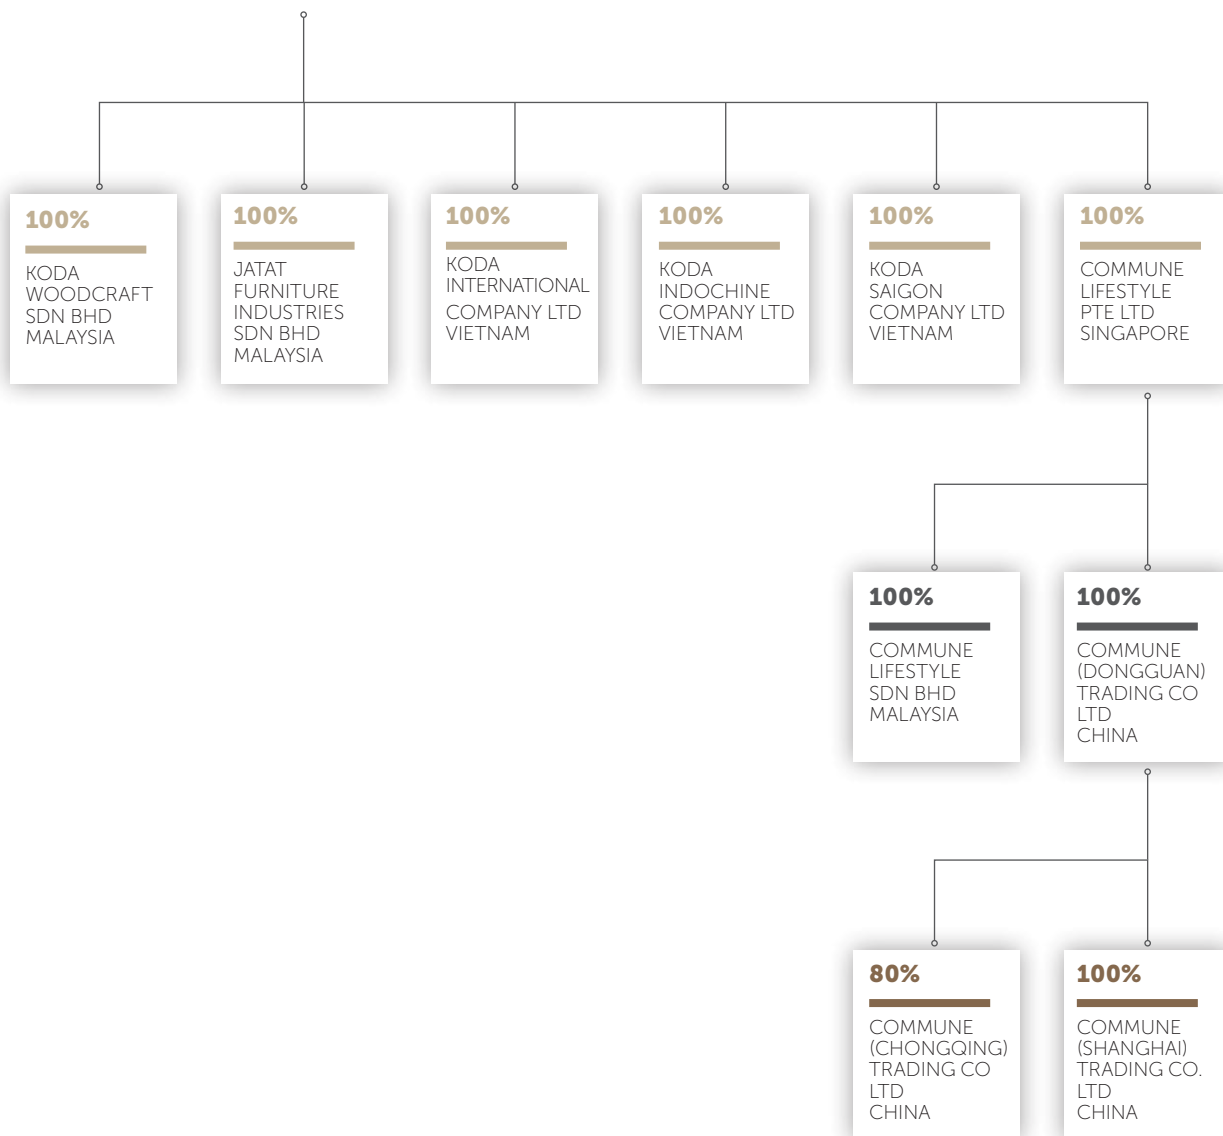 100%
KODA
WOODCRAFT
SDN BHD
MALAYSIA
100%
JATAT
FURNITURE
INDUSTRIES
SDN BHD
MALAYSIA
100%
KODA
INTERNATIONAL
COMPANY LTD
VIETNAM
100%
KODA
INDOCHINE
COMPANY LTD
VIETNAM
100%
KODA
SAIGON
COMPANY LTD
VIETNAM
100%
COMMUNE
LIFESTYLE
PTE LTD
SINGAPORE
100%
COMMUNE
LIFESTYLE
SDN BHD
MALAYSIA
100%
COMMUNE
(DONGGUAN)
TRADING CO
LTD
CHINA
80%
COMMUNE
(CHONGQING)
TRADING CO
LTD
CHINA
100%
COMMUNE
(SHANGHAI)
TRADING CO.
LTD
CHINA